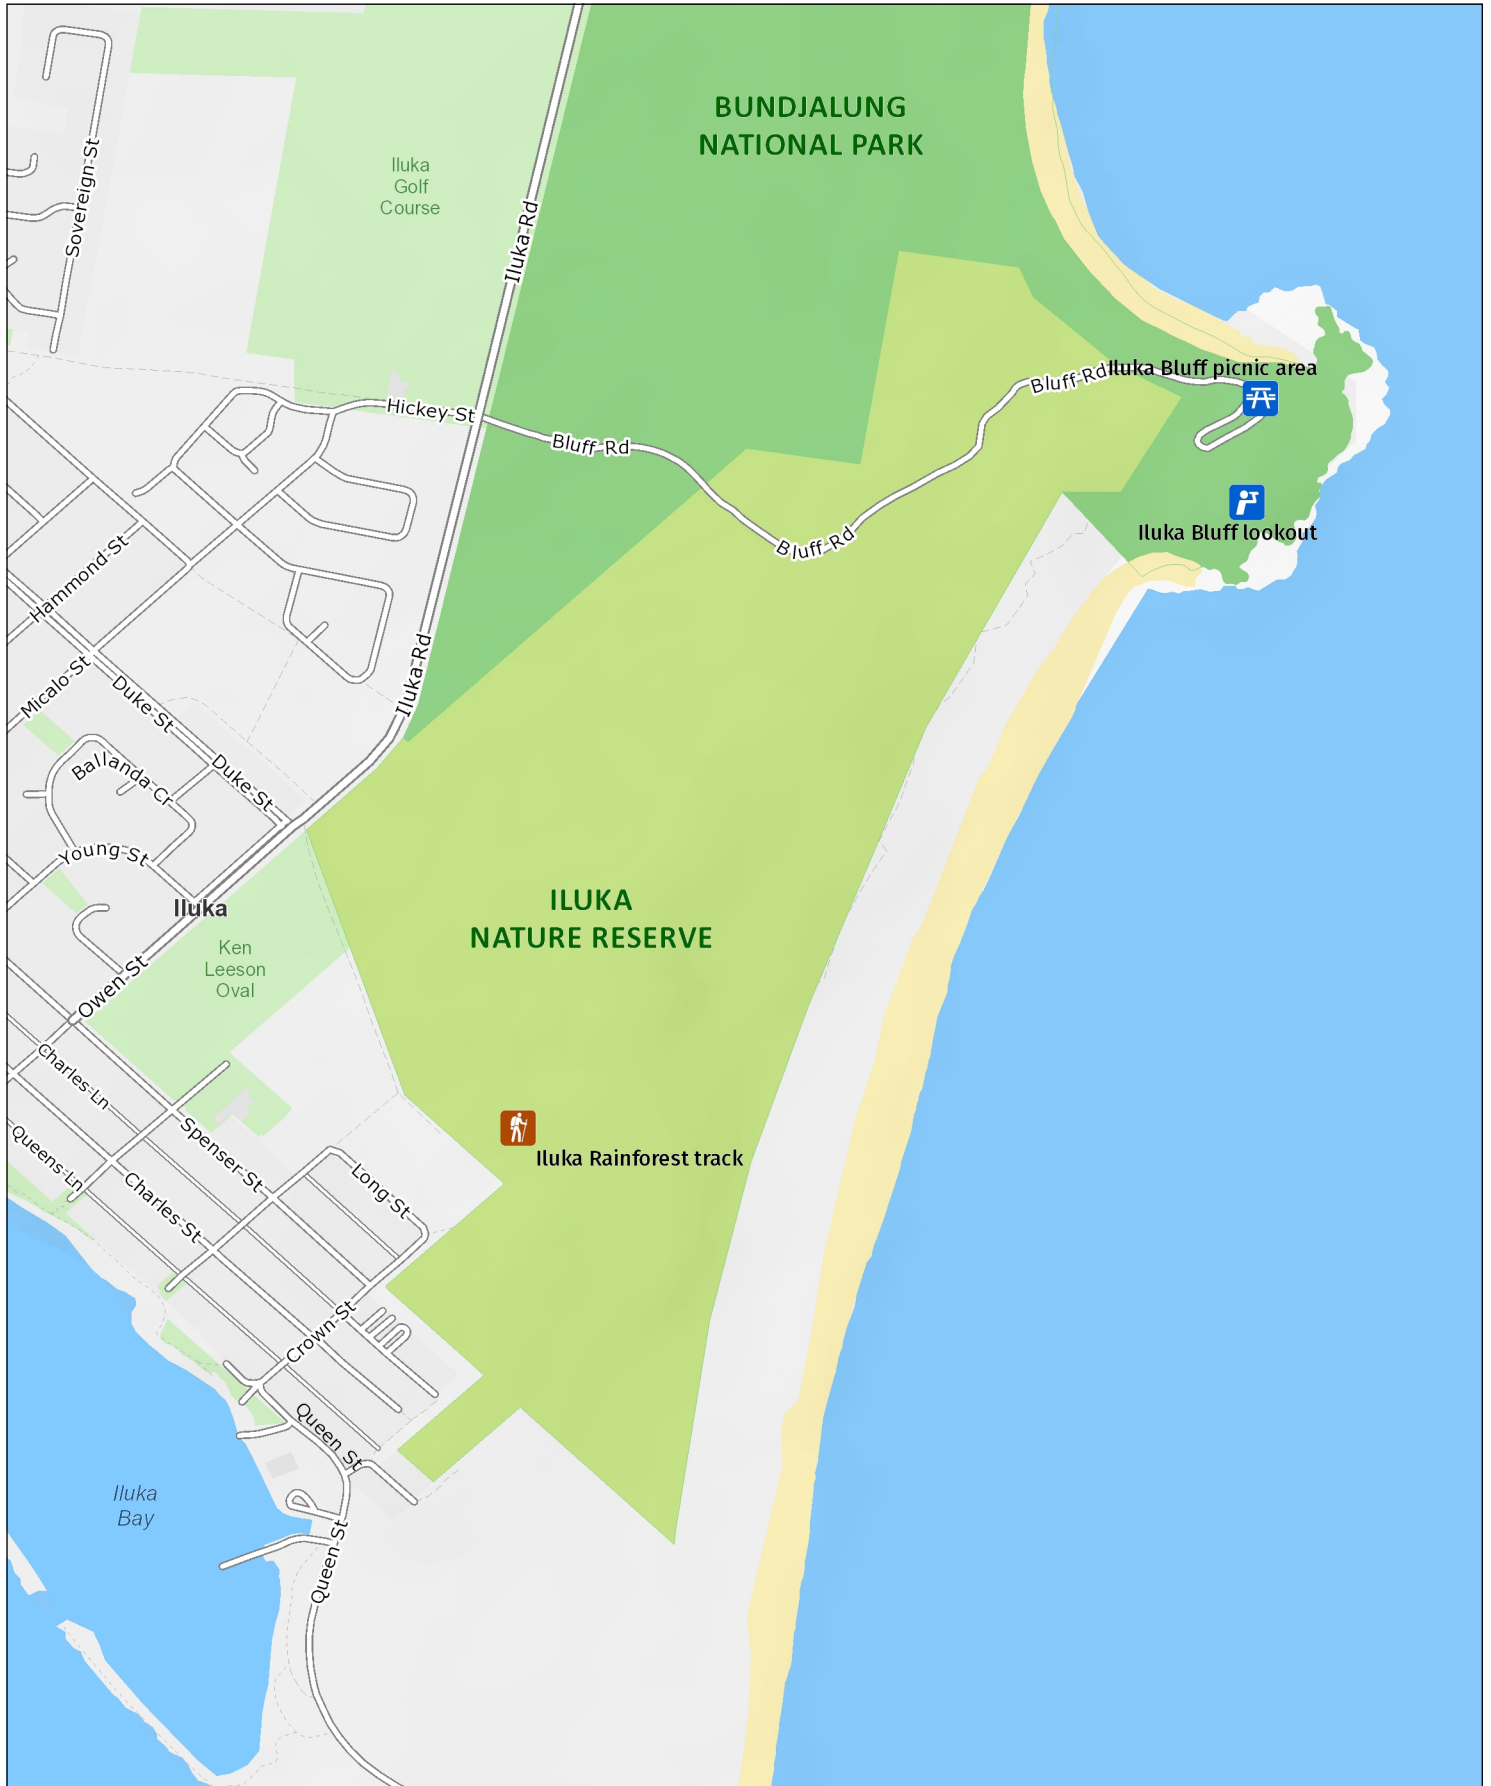 BUNDJALUNG
NATIONAL PARK
Iluka
Golf
Course
Sovereign-St
Iluka-Rd
Iluka Bluff picnic area
Bluff-Rd
Hickey-St
Bluff-Rd
Bluff-Rd
Iluka Bluff lookout
Hammond-St
Iluka-Rd
Micalo-St
Duke-St
Duke-St
Ballanda-Cr
Young-St
Iluka
ILUKA
NATURE RESERVE
Ken
Leeson
Oval
Owen-St
Charles-Ln
Queens-Ln
Spenser-St
Iluka Rainforest track
Long-St
Charles-St
Crown-St
Queen St
Iluka
Bay
Queen-St